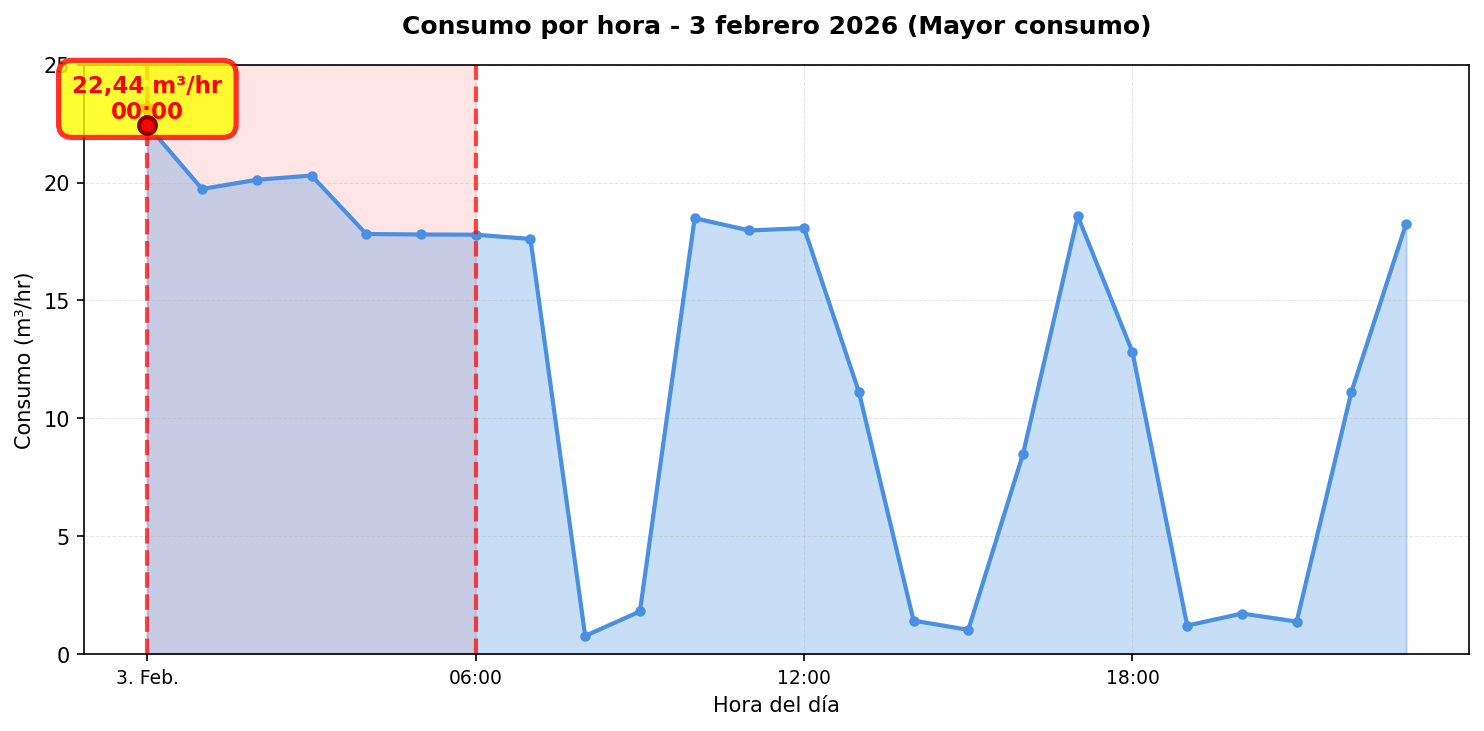 Consumo por hora - 3 febrero 2026 (Mayor consumo)
25
22,44 m³/hr
00:00
20
15
10
5
0
Consumo (m³/hr)
3. Feb.
06:00
12:00
18:00
Hora del día